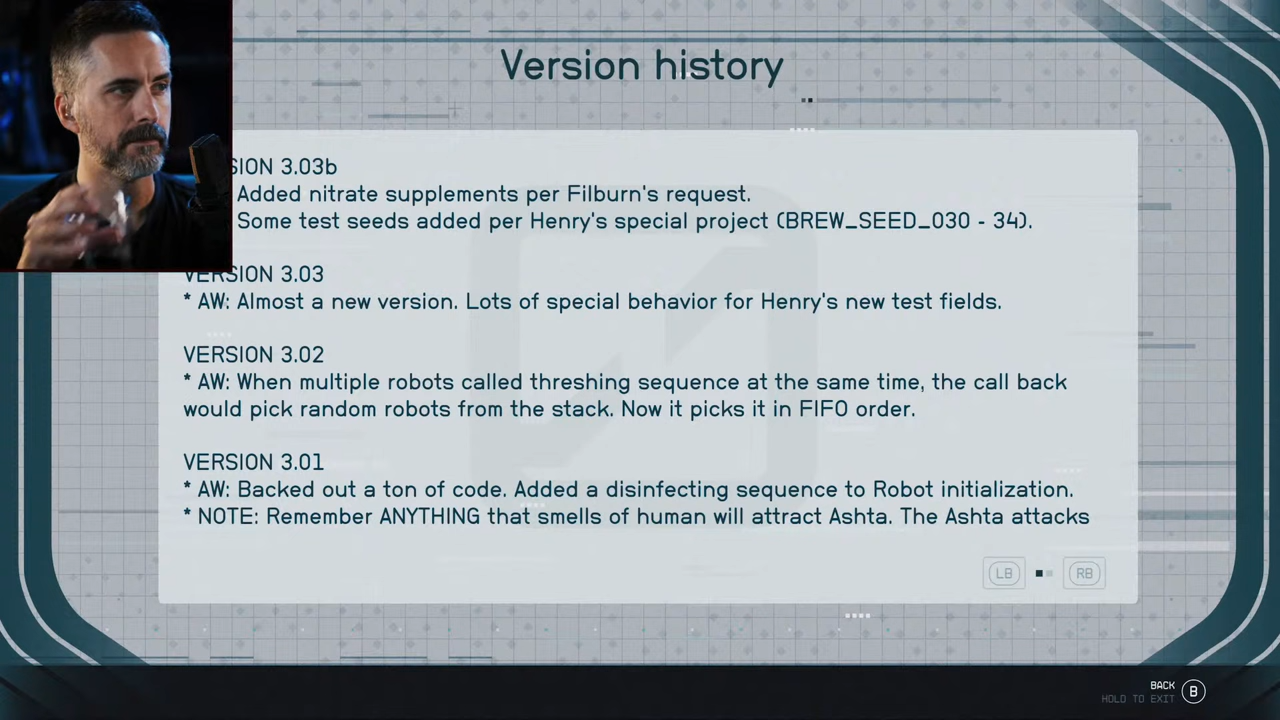 Version history
SION 3.03b
Added nitrate supplements per Filburn's request.
Some test seeds added per Henry's special project (BREW_SEED_030 - 34).
VERSION 3.03
* AW: Almost a new version. Lots of special behavior for Henry's new test fields.
VERSION 3.02
* AW: When multiple robots called threshing sequence at the same time, the call back
would pick random robots from the stack. Now it picks it in FIFO order.
VERSION 3.01
* AW: Backed out a ton of code. Added a disinfecting sequence to Robot initialization.
* NOTE: Remember ANYTHING that smells of human will attract Ashta. The Ashta attacks
LB RB
BACK B
HOLD TO EXIT